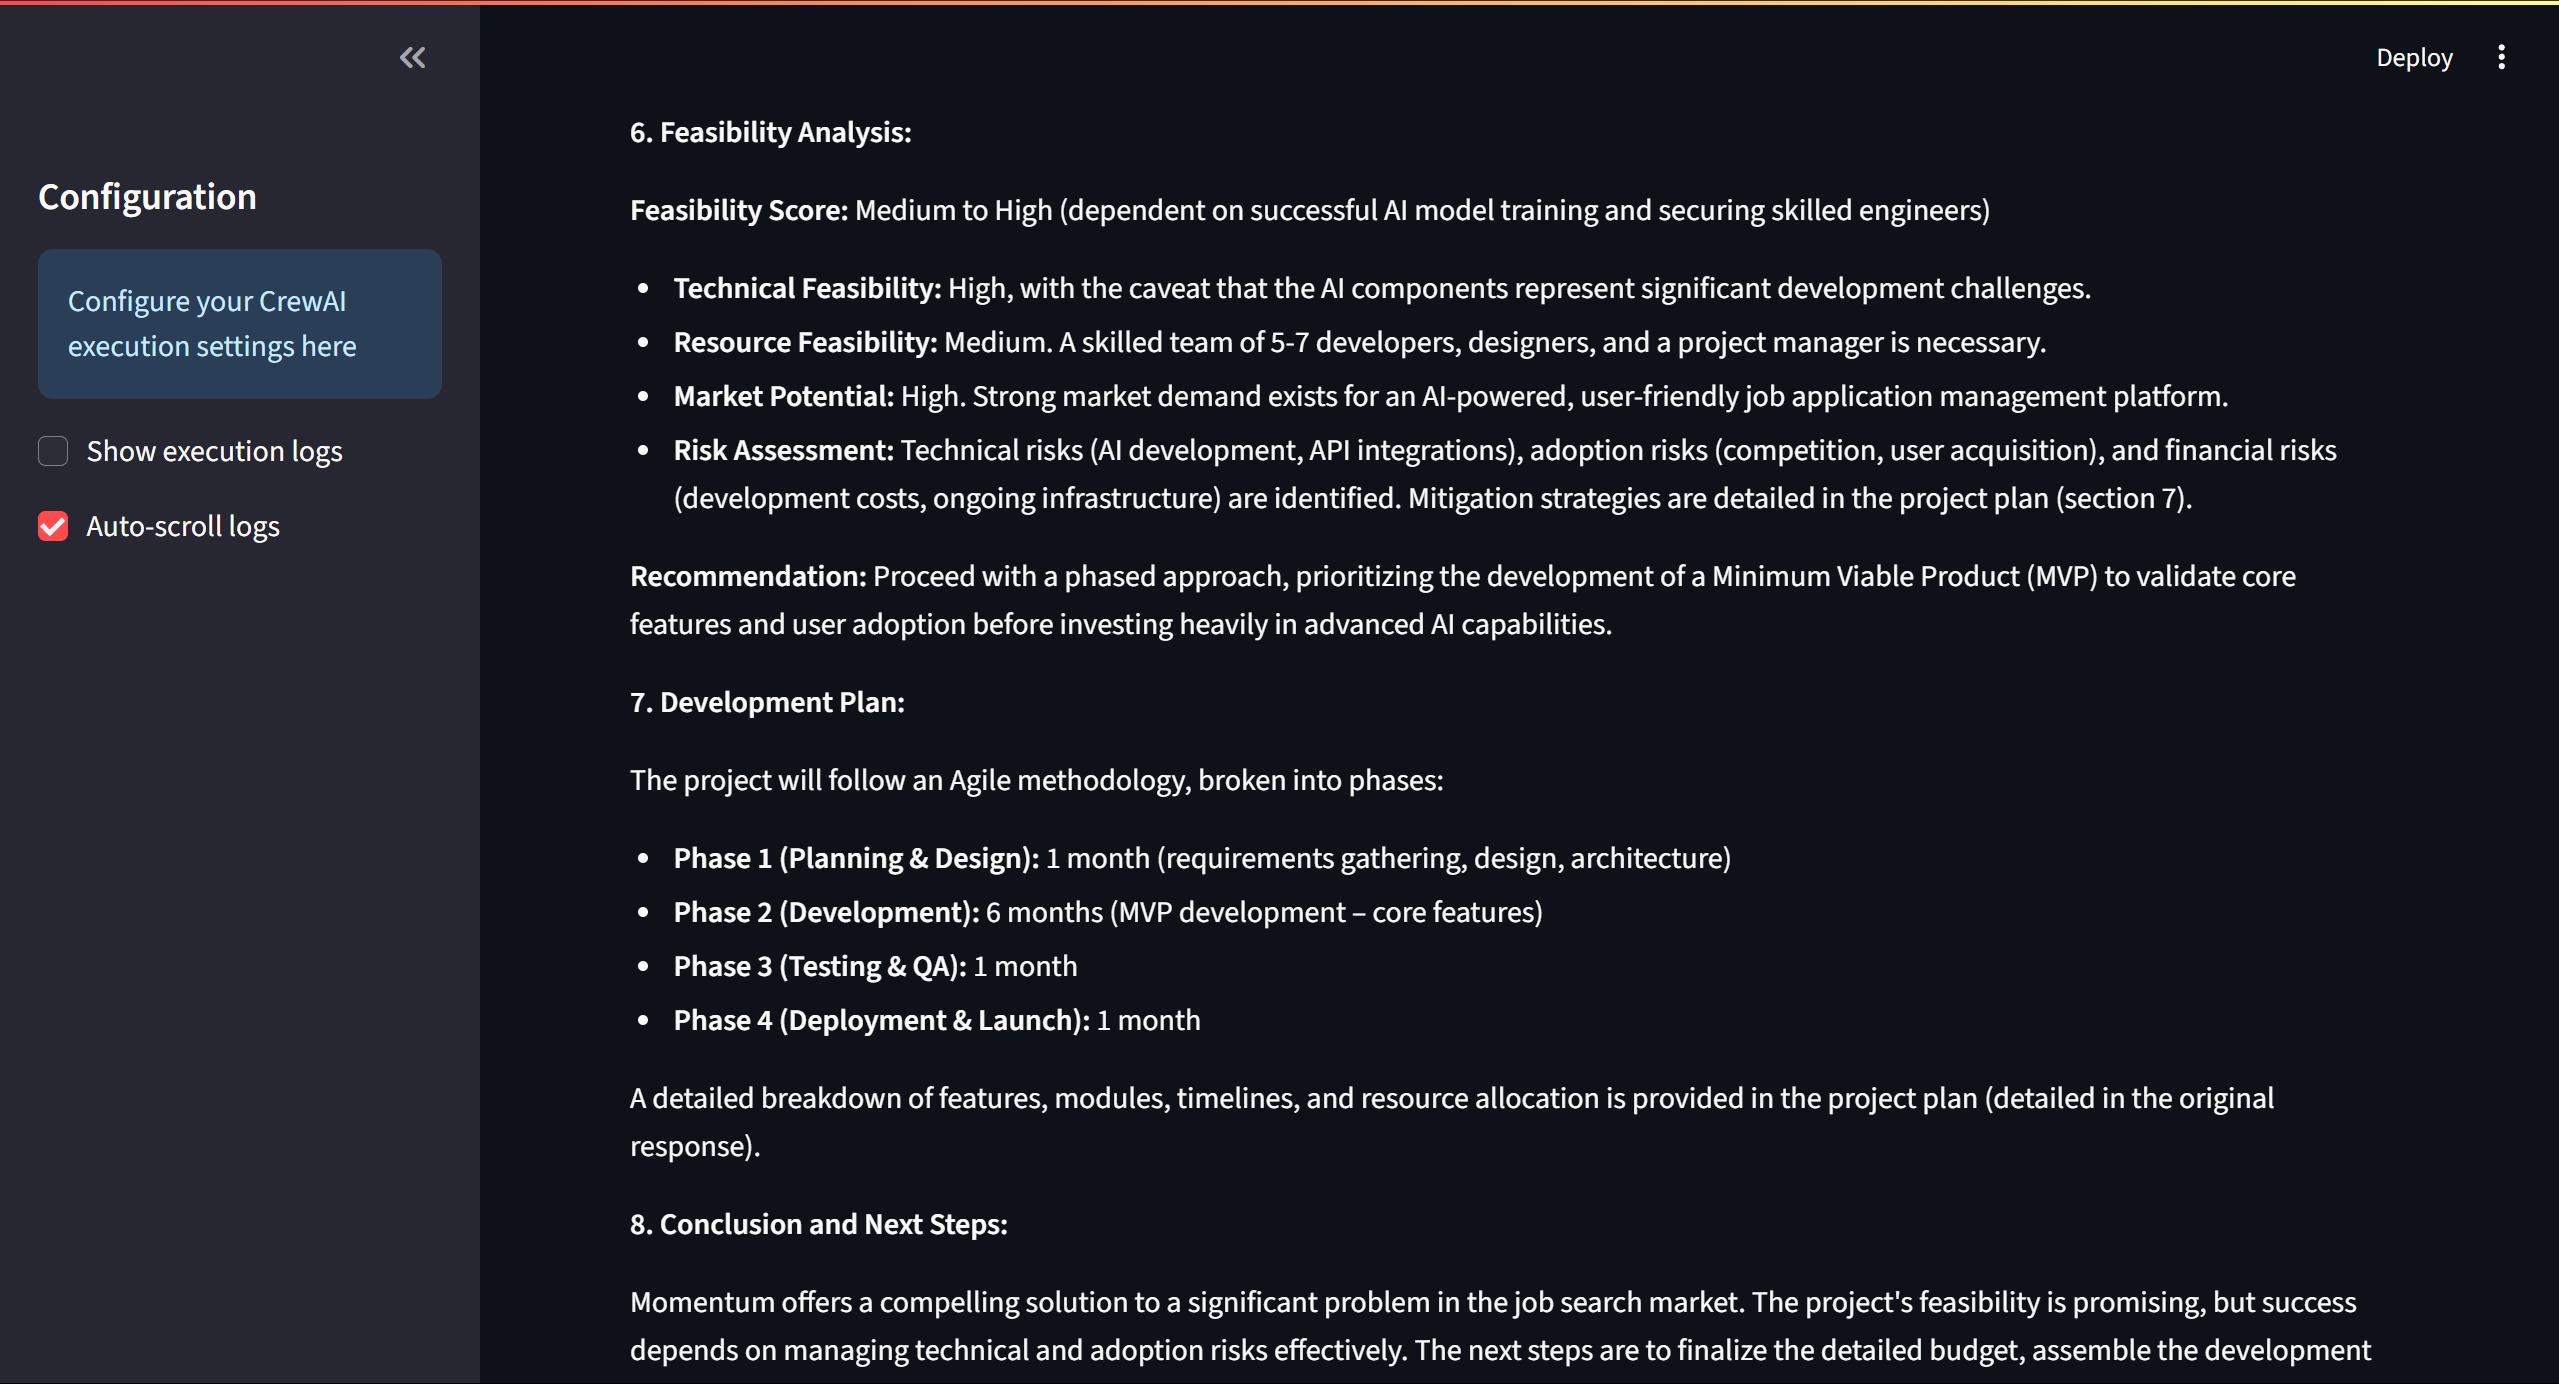 Deploy
Configuration
Configure your CrewAI
execution settings here
Show execution logs
Auto-scroll logs
6. Feasibility Analysis:
Feasibility Score: Medium to High (dependent on successful AI model training and securing skilled engineers)
• Technical Feasibility: High, with the caveat that the AI components represent significant development challenges.
• Resource Feasibility: Medium. A skilled team of 5-7 developers, designers, and a project manager is necessary.
• Market Potential: High. Strong market demand exists for an AI-powered, user-friendly job application management platform.
• Risk Assessment: Technical risks (AI development, API integrations), adoption risks (competition, user acquisition), and financial risks
(development costs, ongoing infrastructure) are identified. Mitigation strategies are detailed in the project plan (section 7).
Recommendation: Proceed with a phased approach, prioritizing the development of a Minimum Viable Product (MVP) to validate core
features and user adoption before investing heavily in advanced AI capabilities.
7. Development Plan:
The project will follow an Agile methodology, broken into phases:
• Phase 1 (Planning & Design): 1 month (requirements gathering, design, architecture)
• Phase 2 (Development): 6 months (MVP development – core features)
• Phase 3 (Testing & QA): 1 month
• Phase 4 (Deployment & Launch): 1 month
A detailed breakdown of features, modules, timelines, and resource allocation is provided in the project plan (detailed in the original
response).
8. Conclusion and Next Steps:
Momentum offers a compelling solution to a significant problem in the job search market. The project's feasibility is promising, but success
depends on managing technical and adoption risks effectively. The next steps are to finalize the detailed budget, assemble the development